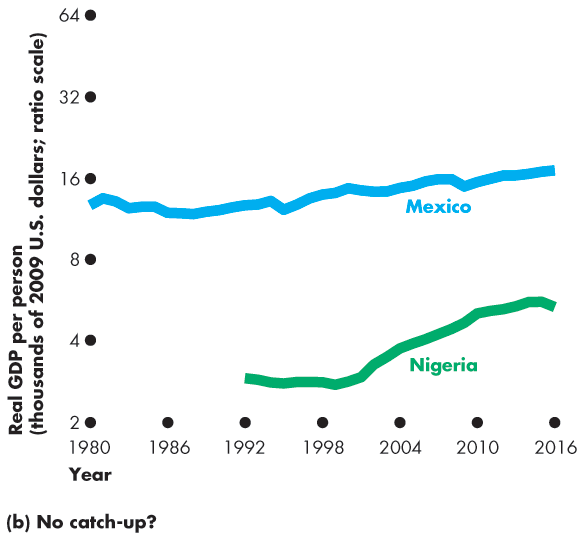 Real GDP per person
(thousands of 2009 U.S. dollars; ratio scale)
64
32
16
8
4
2
Mexico
Nigeria
1980 1986 1992 1998 2004 2010 2016
Year
(b) No catch-up?